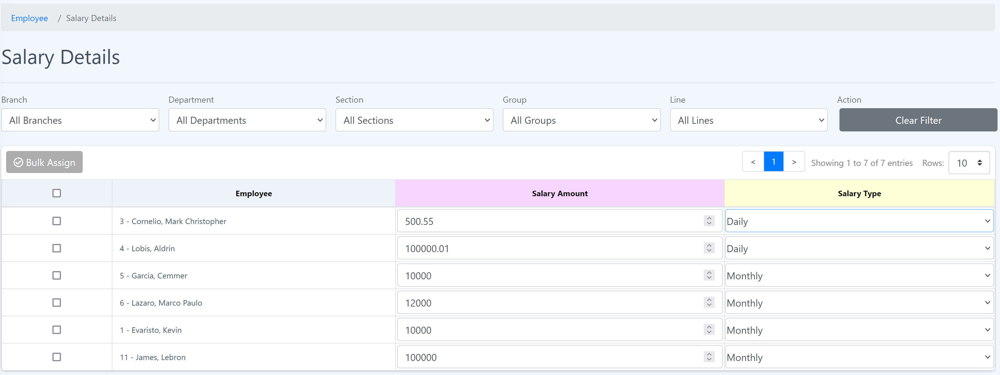 Employee / Salary Details
Salary Details
Branch Department Section Group Line Action
All Branches All Departments All Sections All Groups All Lines Clear Filter
Bulk Assign < 1 > Showing 1 to 7 of 7 entries Rows: 10
Employee Salary Amount Salary Type
3 - Cornelio, Mark Christopher 500.55 Daily
4 - Lobis, Aldrin 100000.01 Daily
5 - Garcia, Cemmer 10000 Monthly
6 - Lazaro, Marco Paulo 12000 Monthly
1 - Evaristo, Kevin 10000 Monthly
11 - James, Lebron 100000 Monthly